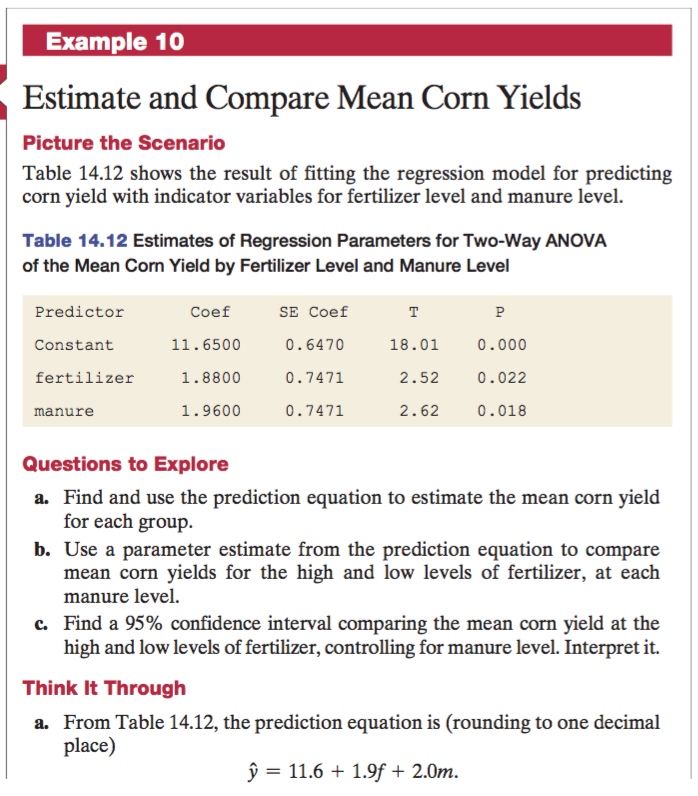 Example 10
Estimate and Compare Mean Corn Yields
Picture the Scenario
Table 14.12 shows the result of fitting the regression model for predicting
corn yield with indicator variables for fertilizer level and manure level.
Table 14.12 Estimates of Regression Parameters for Two-Way ANOVA
of the Mean Corn Yield by Fertilizer Level and Manure Level
Predictor Coef SE Coef T P
Constant 11.6500 0.6470 18.01 0.000
fertilizer 1.8800 0.7471 2.52 0.022
manure 1.9600 0.7471 2.62 0.018
Questions to Explore
a. Find and use the prediction equation to estimate the mean corn yield
for each group.
b. Use a parameter estimate from the prediction equation to compare
mean corn yields for the high and low levels of fertilizer, at each
manure level.
c. Find a 95% confidence interval comparing the mean corn yield at the
high and low levels of fertilizer, controlling for manure level. Interpret it.
Think It Through
a. From Table 14.12, the prediction equation is (rounding to one decimal
place)
ŷ = 11.6 + 1.9f + 2.0m.